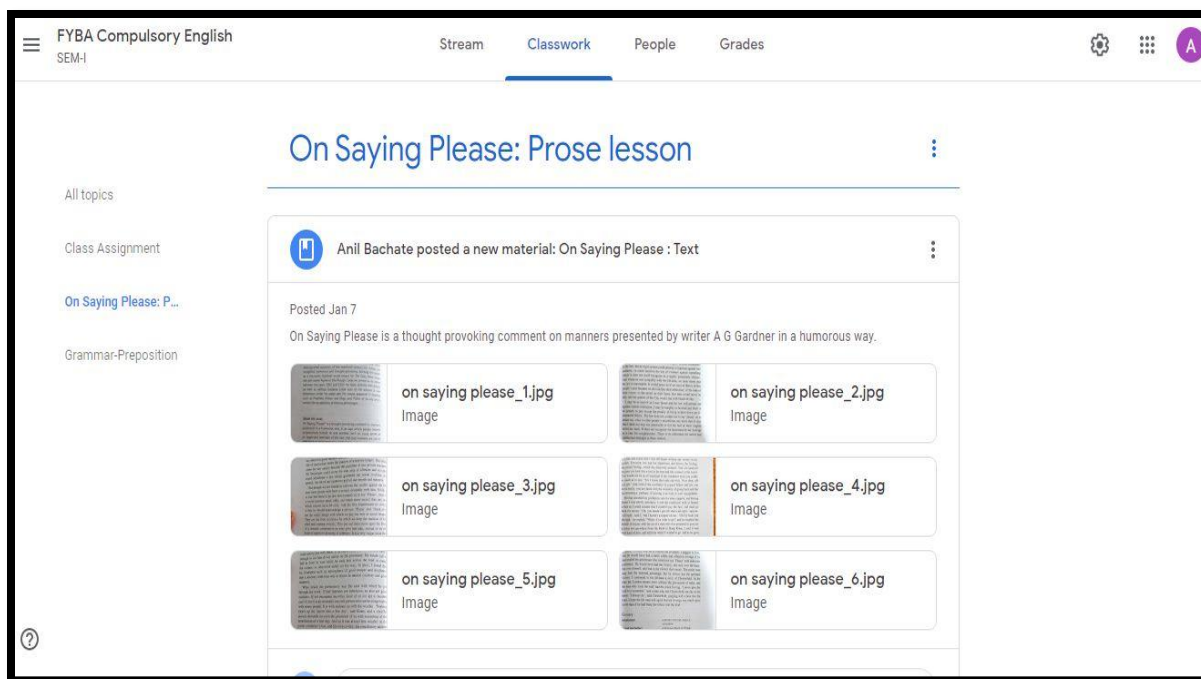 FYBA Compulsory English
SEM-I
Stream Classwork People Grades
A
On Saying Please: Prose lesson
All topics
Class Assignment
On Saying Please: P...
Grammar-Preposition
Anil Bachate posted a new material: On Saying Please : Text
Posted Jan 7
On Saying Please is a thought provoking comment on manners presented by writer A G Gardner in a humorous way.
on saying please_1.jpg
Image
on saying please_2.jpg
Image
on saying please_3.jpg
Image
on saying please_4.jpg
Image
on saying please_5.jpg
Image
on saying please_6.jpg
Image